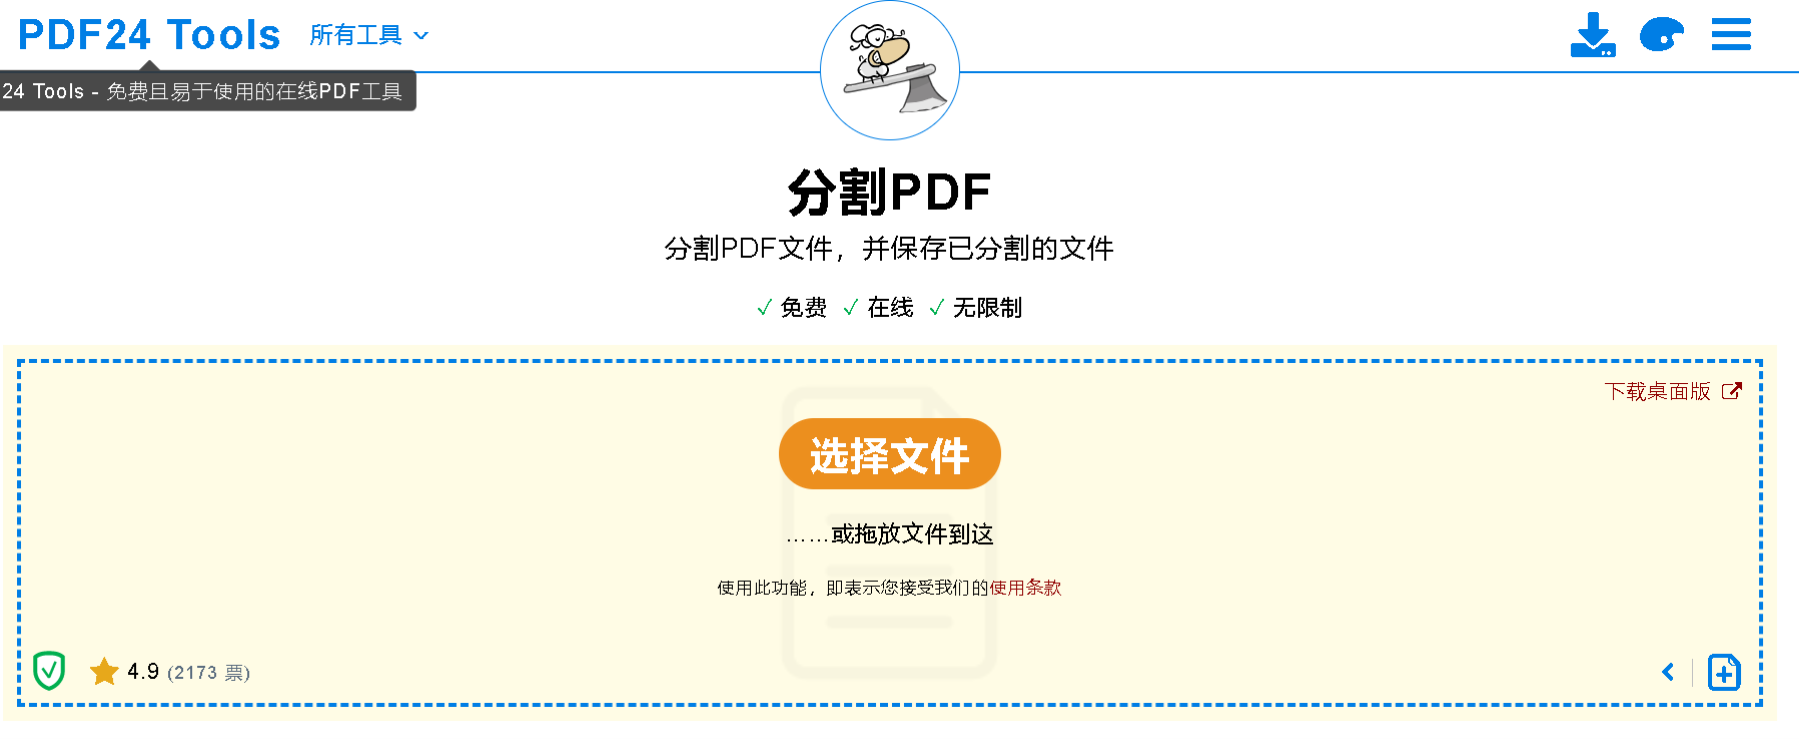 PDF24 Tools 所有工具
24 Tools - 免费且易于使用的在线PDF工具
分割PDF
分割PDF文件，并保存已分割的文件
✓ 免费 ✓ 在线 ✓ 无限制
下载桌面版
选择文件
……或拖放文件到这
使用此功能，即表示您接受我们的使用条款
4.9 (2173 票)